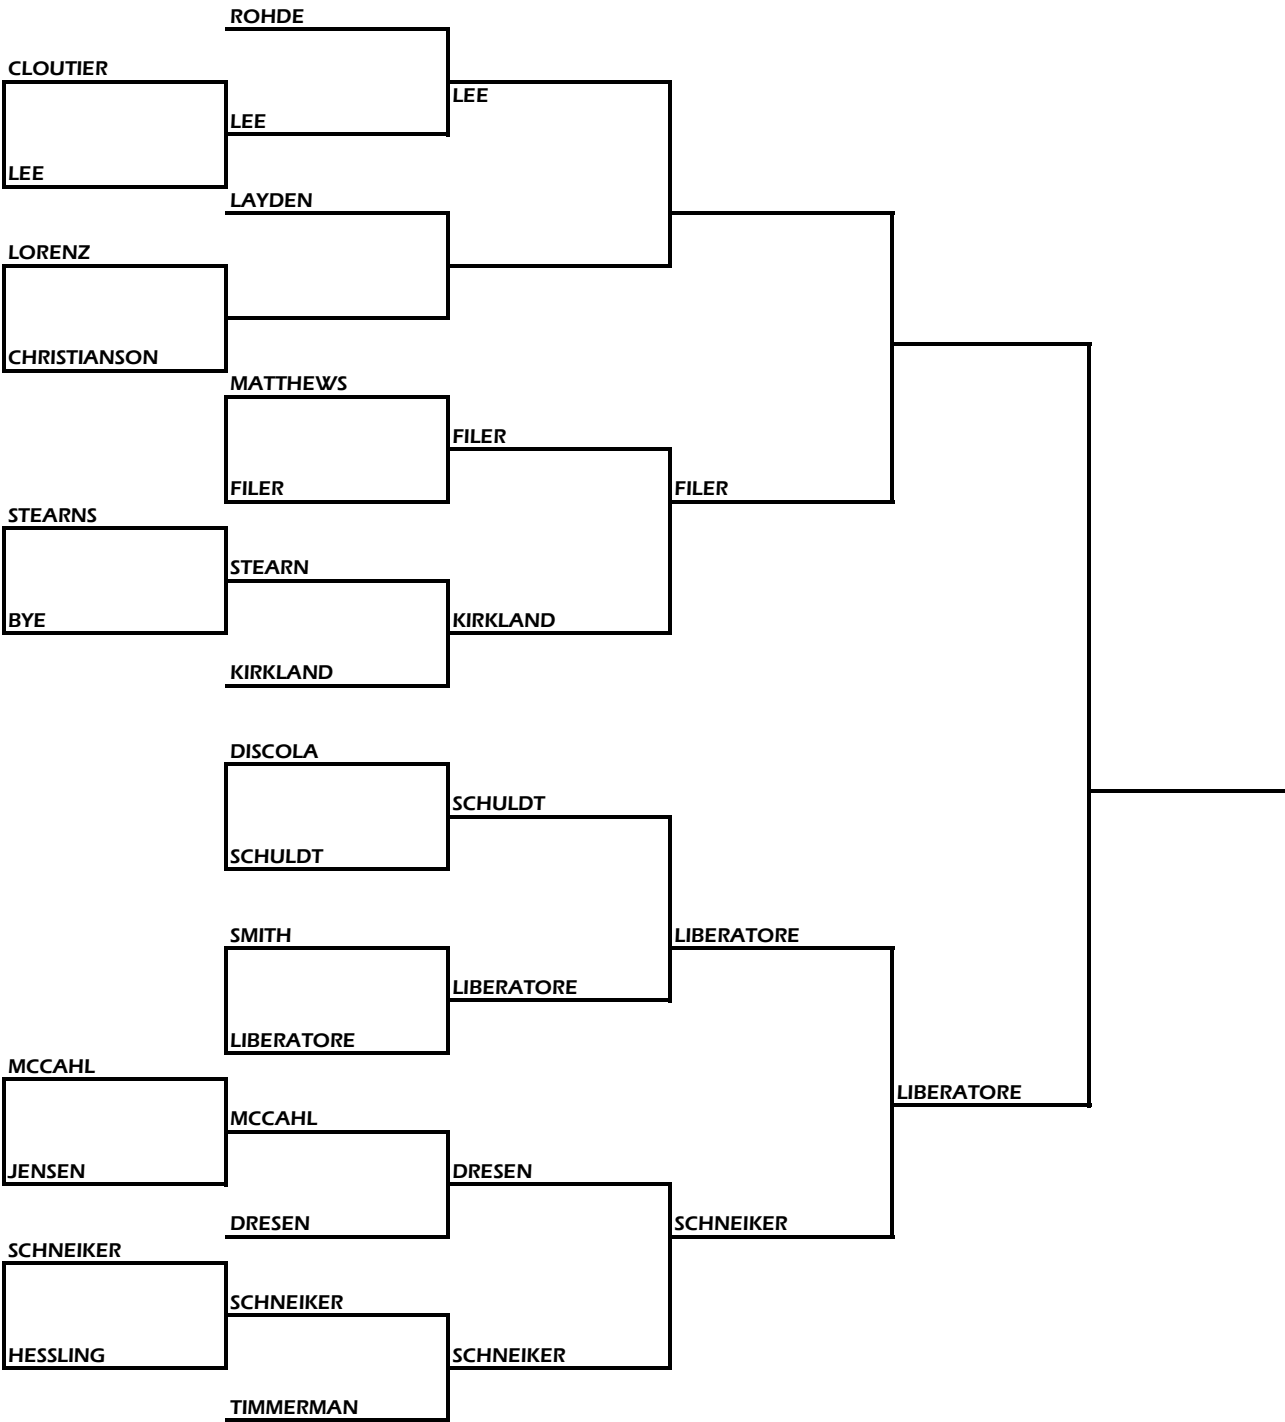 ROHDE
CLOUTIER
LEE
LEE
LEE
LAYDEN
LORENZ
CHRISTIANSON
MATTHEWS
FILER
FILER
FILER
STEARNS
STEARN
BYE
KIRKLAND
KIRKLAND
DISCOLA
SCHULDT
SCHULDT
SMITH
LIBERATORE
LIBERATORE
LIBERATORE
MCCAHL
LIBERATORE
MCCAHL
JENSEN
DRESEN
DRESEN
SCHNEIKER
SCHNEIKER
SCHNEIKER
HESSLING
SCHNEIKER
TIMMERMAN